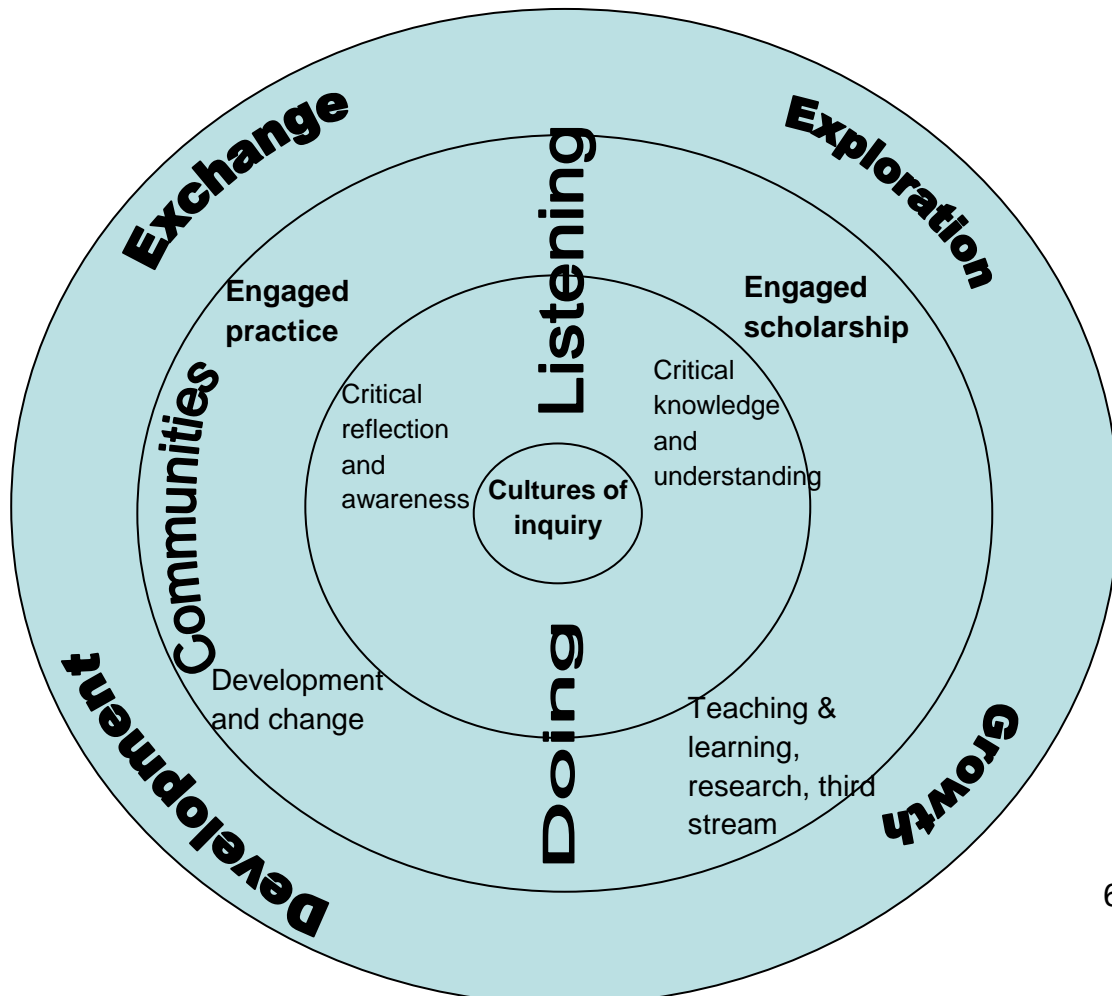 Exchange
Exploration
Listening
Engaged
practice
Engaged
scholarship
Communities
Critical
reflection
and
awareness
Critical
knowledge
and
understanding
Cultures of
inquiry
Doing
Development
and change
Teaching &
learning,
research, third
stream
Development
Growth
6